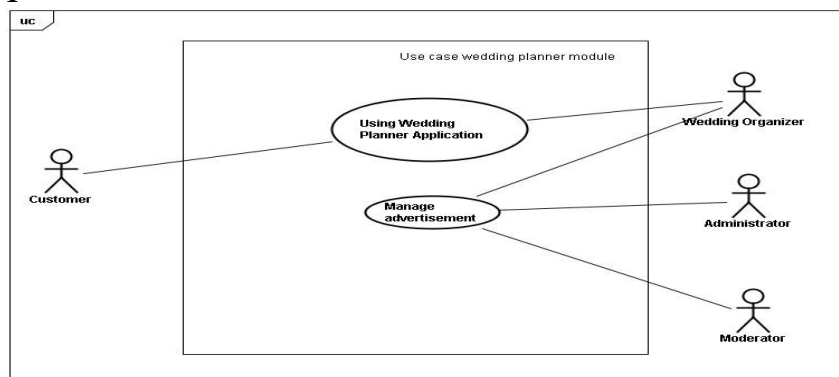 uc
Use case wedding planner module
Using Wedding
Planner Application
Wedding Organizer
Customer
Manage
advertisement
Administrator
Moderator